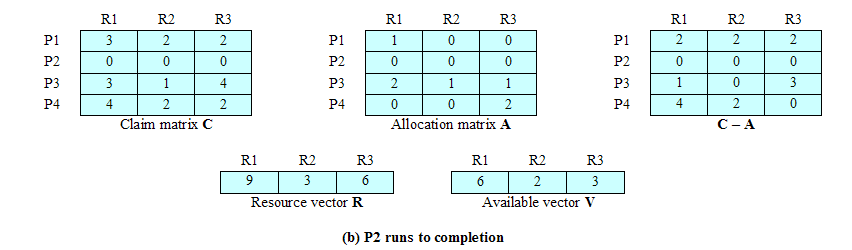 R1 R2 R3 R1 R2 R3 R1 R2 R3
P1 3 2 2 P1 1 0 0 P1 2 2 2
P2 0 0 0 P2 0 0 0 P2 0 0 0
P3 3 1 4 P3 2 1 1 P3 1 0 3
P4 4 2 2 P4 0 0 2 P4 4 2 0
Claim matrix C Allocation matrix A C – A
R1 R2 R3 R1 R2 R3
9 3 6 6 2 3
Resource vector R Available vector V
(b) P2 runs to completion